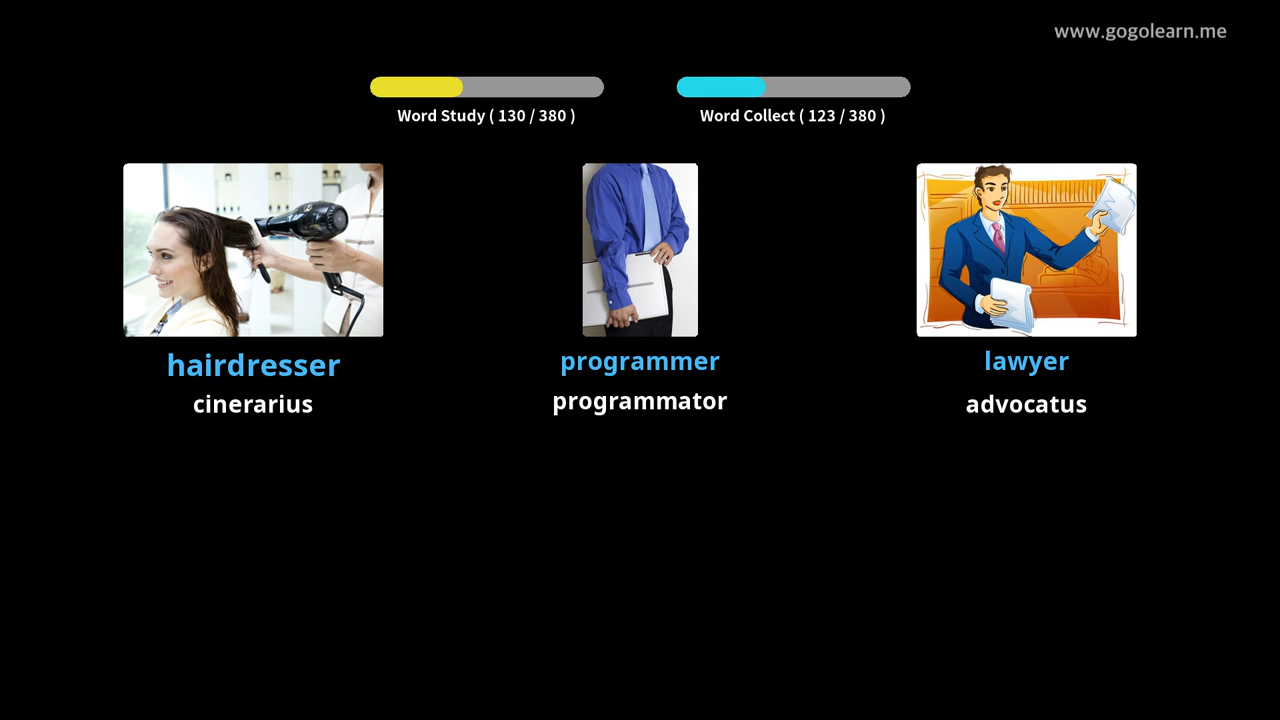 www.gogolearn.me
Word Study ( 130 / 380 )
Word Collect ( 123 / 380 )
hairdresser
cinerarius
programmer
programmator
lawyer
advocatus